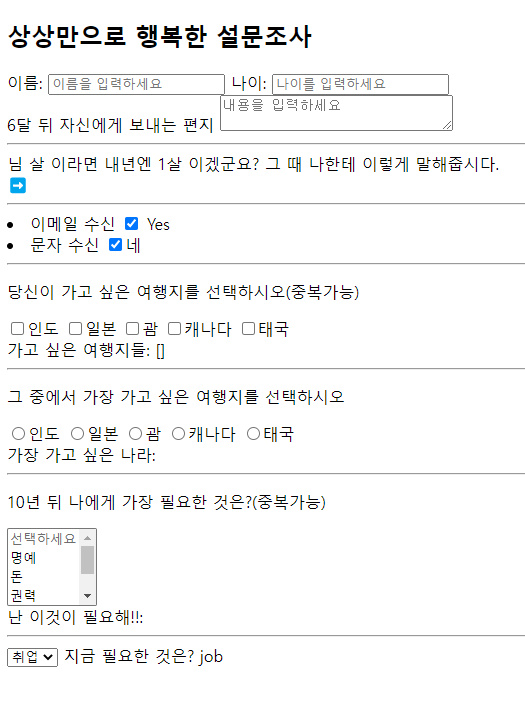 상상만으로 행복한 설문조사
이름: 이름을 입력하세요 나이: 나이를 입력하세요
6달 뒤 자신에게 보내는 편지 내용을 입력하세요
님 살 이라면 내년엔 1살 이겠군요? 그 때 나한테 이렇게 말해줍시다.
➡
이메일 수신 Yes
문자 수신 네
당신이 가고 싶은 여행지를 선택하시오(중복가능)
인도 일본 괌 캐나다 태국
가고 싶은 여행지들: []
그 중에서 가장 가고 싶은 여행지를 선택하시오
인도 일본 괌 캐나다 태국
가장 가고 싶은 나라:
10년 뒤 나에게 가장 필요한 것은?(중복가능)
선택하세요
명예
돈
권력
난 이것이 필요해!!:
취업 지금 필요한 것은? job